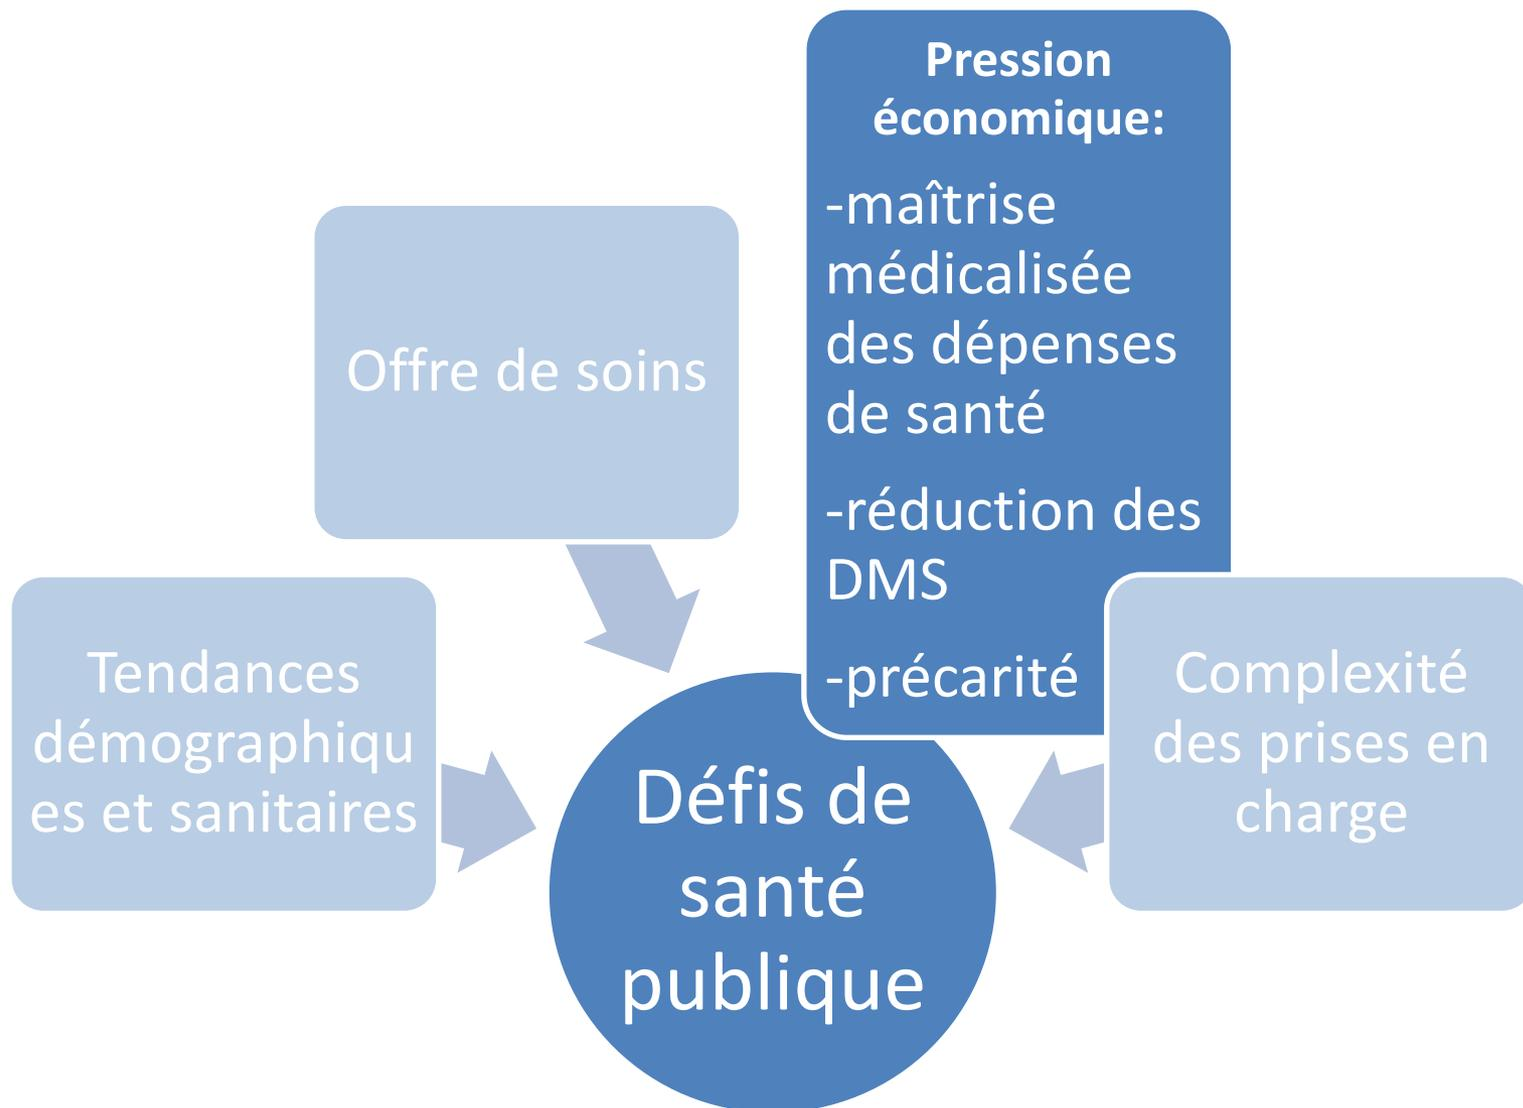 Pression
économique:
-maîtrise
médicalisée
des dépenses
de santé
-réduction des
DMS
-précarité
Offre de soins
Tendances
démographiqu
es et sanitaires
Complexité
des prises en
charge
Défis de
santé
publique